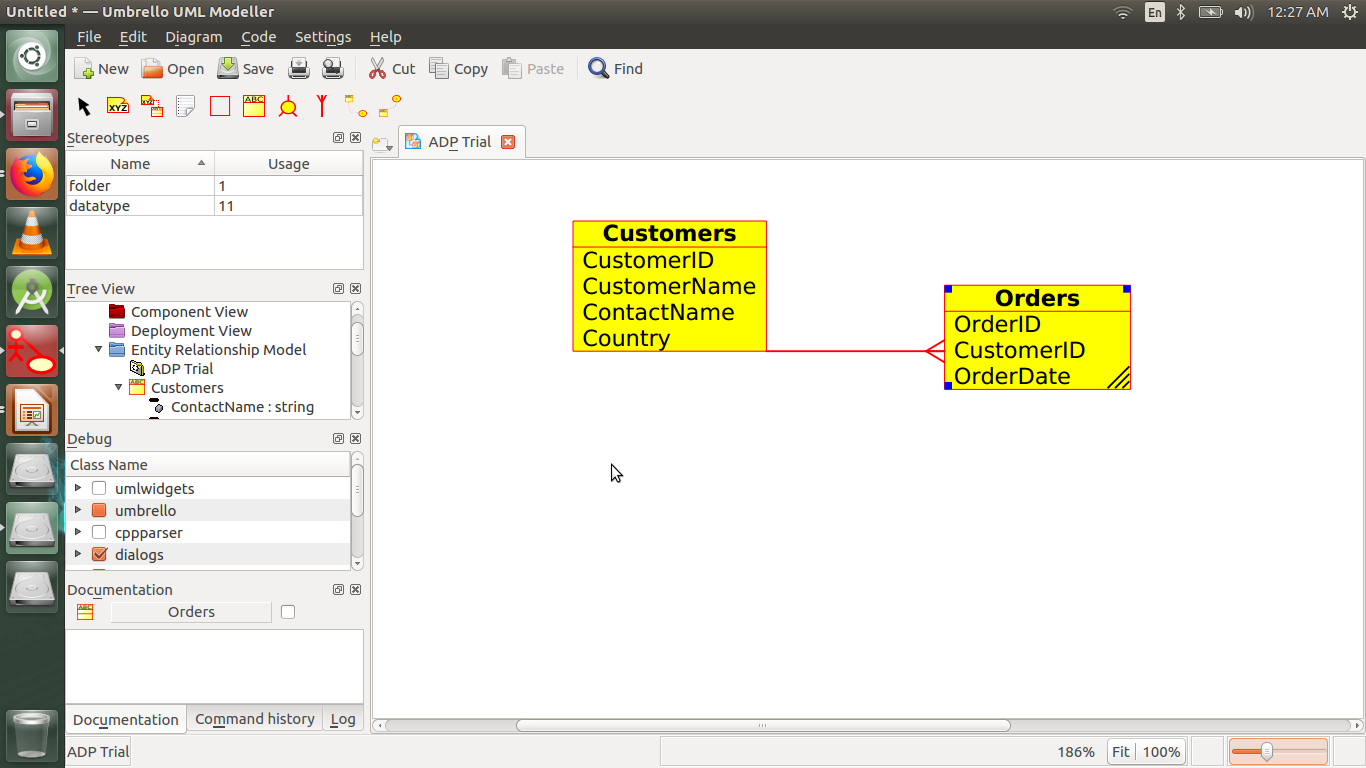 Untitled * — Umbrello UML Modeller
En
12:27 AM
File Edit Diagram Code Settings Help
New Open Save Cut Copy Paste Find
XYZ XYZ ABC
Stereotypes
ADP Trial
Name Usage
folder 1
datatype 11
Tree View
Component View
Deployment View
Entity Relationship Model
ADP Trial
Customers
ContactName : string
Debug
Class Name
umlwidgets
umbrello
cppparser
dialogs
Documentation
Orders
Documentation Command history Log
Customers
CustomerID
CustomerName
ContactName
Country
Orders
OrderID
CustomerID
OrderDate
ADP Trial
186% Fit 100%